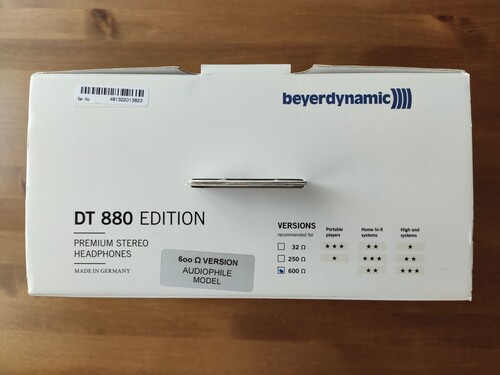 Ser.-No: 491322013823
beyerdynamic
DT 880 EDITION
PREMIUM STEREO
HEADPHONES
MADE IN GERMANY
600 Ω VERSION
AUDIOPHILE
MODEL
VERSIONS
recommended for
Portable
players
Home hi-fi
systems
High end
systems
32 Ω ★★★ ★★ ★
250 Ω ★ ★★★ ★★
600 Ω ★★ ★★★